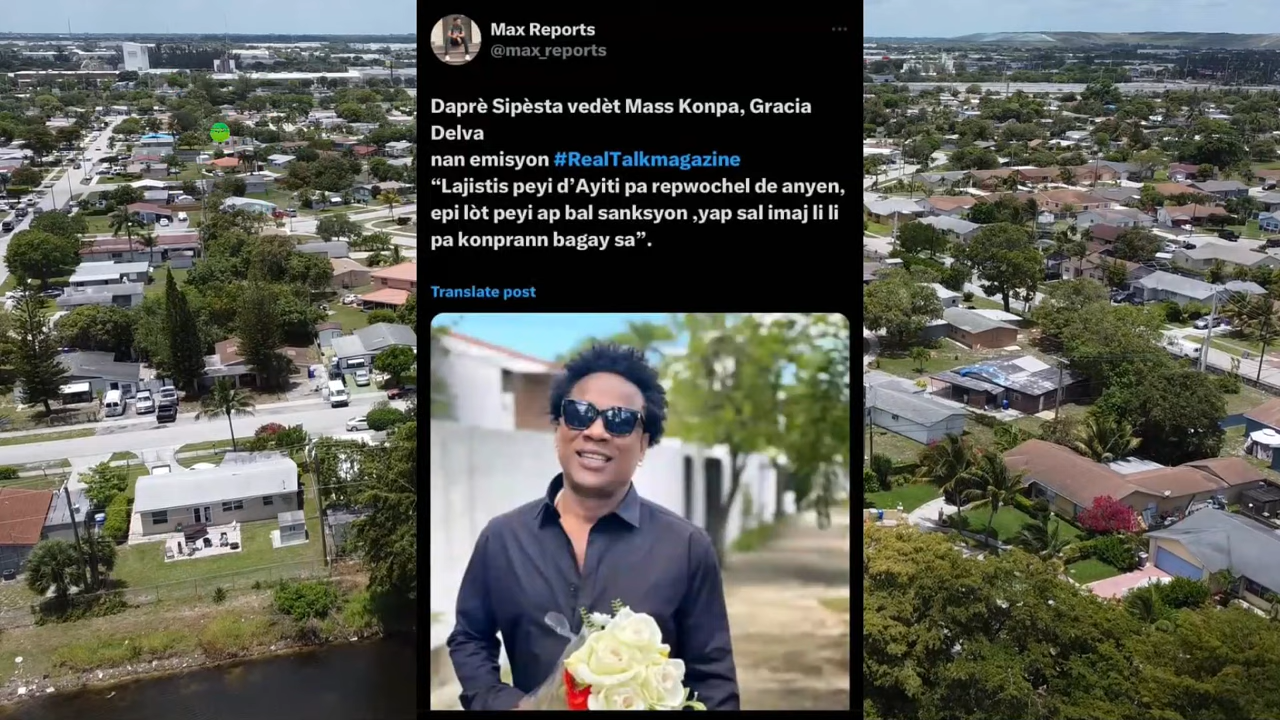 Max Reports
@max_reports
Daprè Sipèsta vedèt Mass Konpa, Gracia
Delva
nan emisyon #RealTalkmagazine
“Lajistis peyi d’Ayiti pa repwochel de anyen,
epi lòt peyi ap bal sanksyon ,yap sal imaj li li
pa konprann bagay sa”.
Translate post